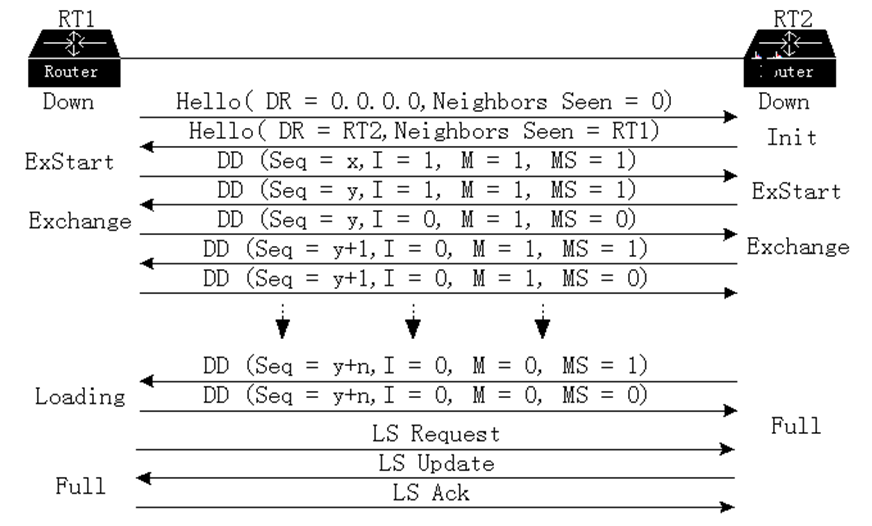 RT1 RT2
Router
Down Hello( DR = 0.0.0.0,Neighbors Seen = 0) Down
Hello( DR = RT2,Neighbors Seen = RT1) Init
ExStart DD (Seq = x,I = 1, M = 1, MS = 1)
DD (Seq = y,I = 1, M = 1, MS = 1) ExStart
Exchange DD (Seq = y,I = 0, M = 1, MS = 0)
DD (Seq = y+1,I = 0, M = 1, MS = 1) Exchange
DD (Seq = y+1,I = 0, M = 1, MS = 0)
DD (Seq = y+n,I = 0, M = 0, MS = 1)
Loading DD (Seq = y+n,I = 0, M = 0, MS = 0)
LS Request Full
LS Update
Full LS Ack